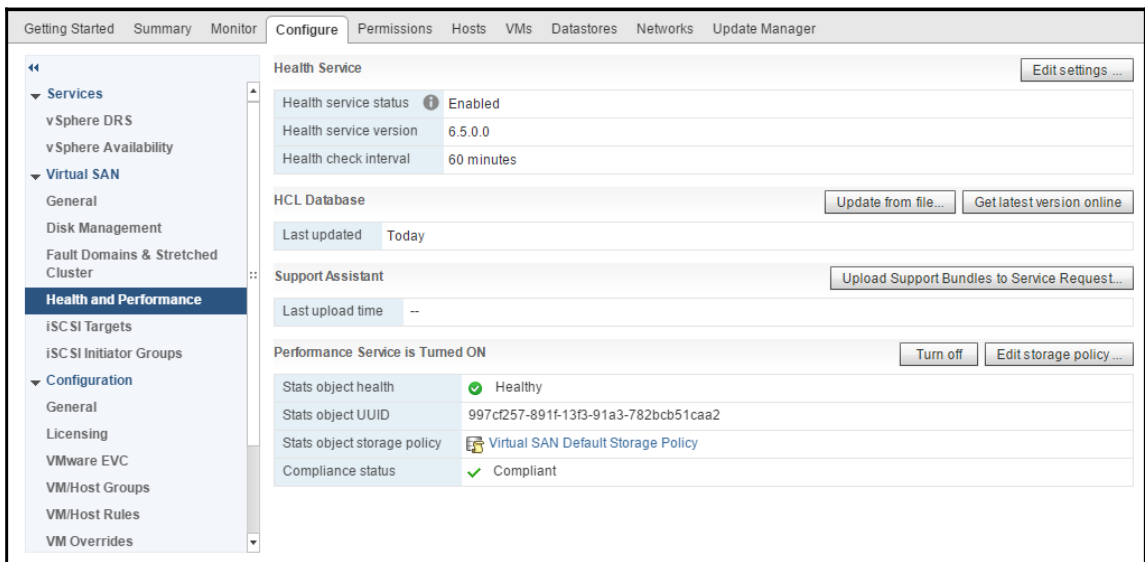 Getting Started Summary Monitor Configure Permissions Hosts VMs Datastores Networks Update Manager
Services
vSphere DRS
vSphere Availability
Virtual SAN
General
Disk Management
Fault Domains & Stretched
Cluster
Health and Performance
iSCSI Targets
iSCSI Initiator Groups
Configuration
General
Licensing
VMware EVC
VM/Host Groups
VM/Host Rules
VM Overrides
Health Service Edit settings ...
Health service status Enabled
Health service version 6.5.0.0
Health check interval 60 minutes
HCL Database Update from file... Get latest version online
Last updated Today
Support Assistant Upload Support Bundles to Service Request...
Last upload time --
Performance Service is Turned ON Turn off Edit storage policy ...
Stats object health Healthy
Stats object UUID 997cf257-891f-13f3-91a3-782bcb51caa2
Stats object storage policy Virtual SAN Default Storage Policy
Compliance status Compliant